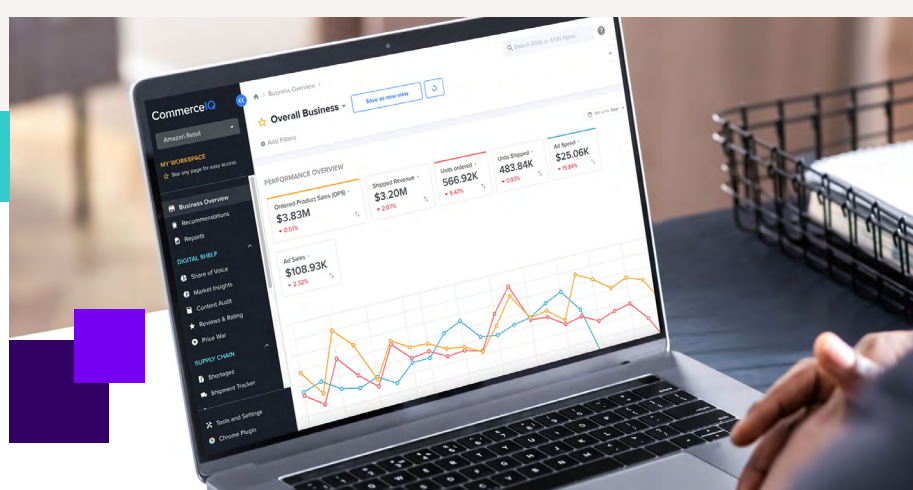 CommerceIQ
Amazon Retail
MY WORKSPACE
Star any page for easy access.
Business Overview
Recommendations
Reports
DIGITAL SHELF
Share of Voice
Market Insights
Content Audit
Reviews & Rating
Price War
SUPPLY CHAIN
Shortages
Shipment Tracker
Tools and Settings
Chrome Plugin
Business Overview
Search ASINs or ASIN Name
Overall Business
Save as new view
Add Filters
PERFORMANCE OVERVIEW
Ordered Product Sales (OPS)
$3.83M
0.51%
Shipped Revenue
$3.20M
2.07%
Units ordered
566.92K
5.47%
Units Shipped
483.84K
0.83%
Ad Spend
$25.06K
15.84%
Ad Sales
$108.93K
2.32%